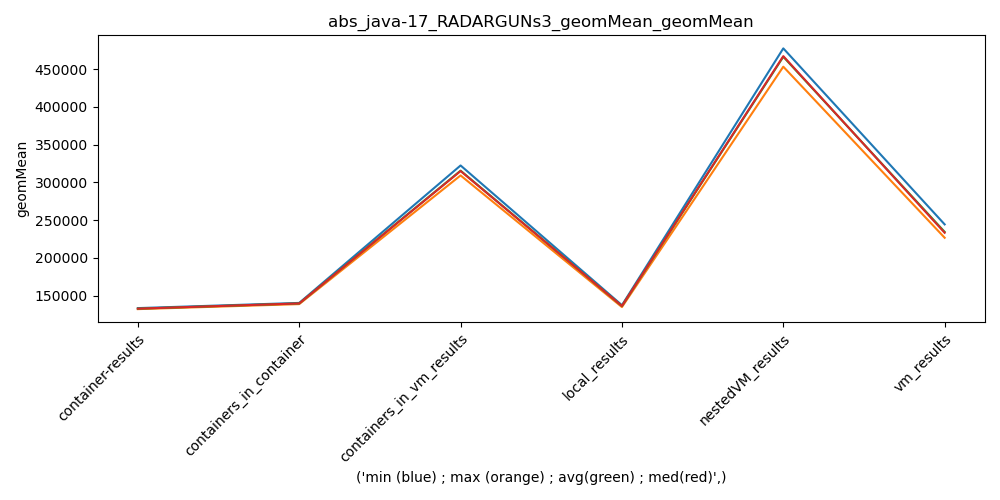 abs_java-17_RADARGUNs3_geomMean_geomMean
geomMean
450000
400000
350000
300000
250000
200000
150000
container-results
containers_in_container
containers_in_vm_results
local_results
nestedVM_results
vm_results
('min (blue) ; max (orange) ; avg(green) ; med(red)',)